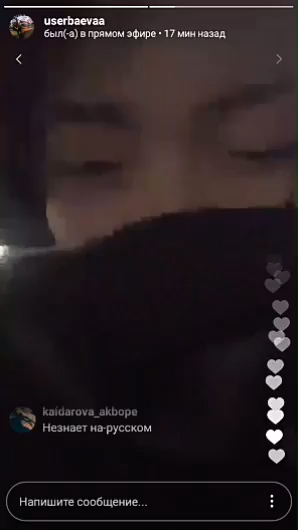 userbaevaa
был(-а) в прямом эфире • 17 мин назад
kaidarova_akbope
Незнает на-русском
Напишите сообщение...